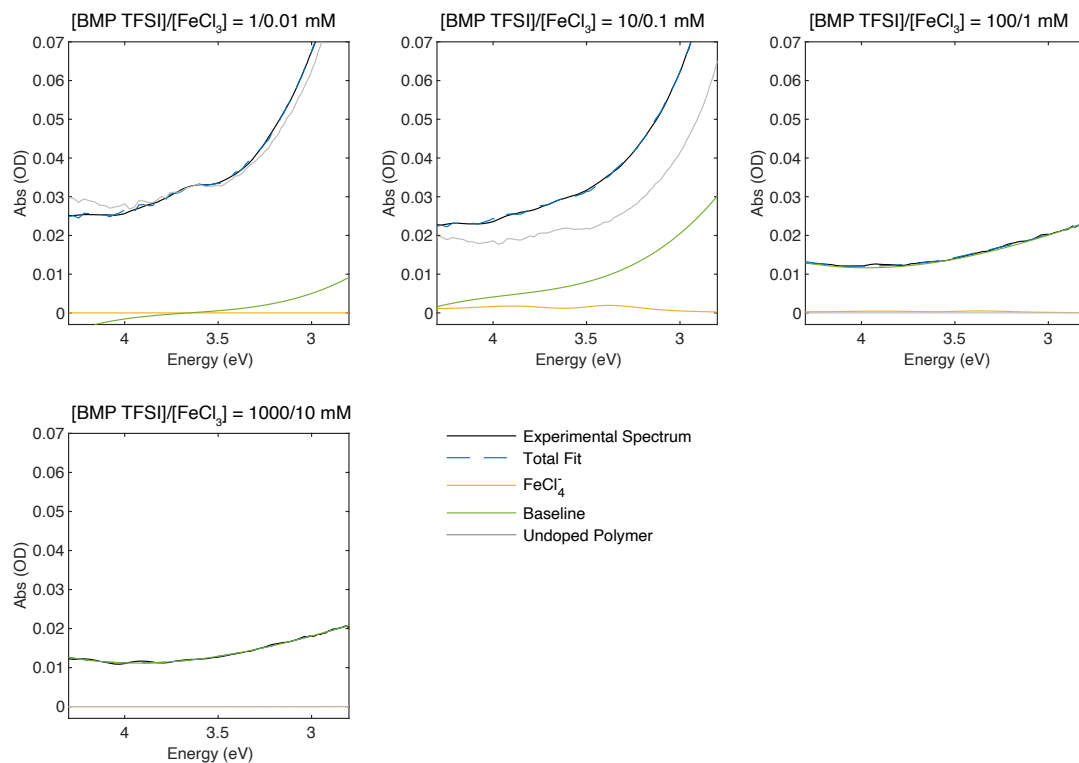 [BMP TFSI]/[FeCl₃] = 1/0.01 mM
0.07
0.06
0.05
0.04
0.03
0.02
0.01
0
Abs (OD)
4
3.5
3
Energy (eV)
[BMP TFSI]/[FeCl₃] = 10/0.1 mM
0.07
0.06
0.05
0.04
0.03
0.02
0.01
0
Abs (OD)
4
3.5
3
Energy (eV)
[BMP TFSI]/[FeCl₃] = 100/1 mM
0.07
0.06
0.05
0.04
0.03
0.02
0.01
0
Abs (OD)
4
3.5
3
Energy (eV)
[BMP TFSI]/[FeCl₃] = 1000/10 mM
0.07
0.06
0.05
0.04
0.03
0.02
0.01
0
Abs (OD)
4
3.5
3
Energy (eV)
Experimental Spectrum
Total Fit
FeCl₄⁻
Baseline
Undoped Polymer